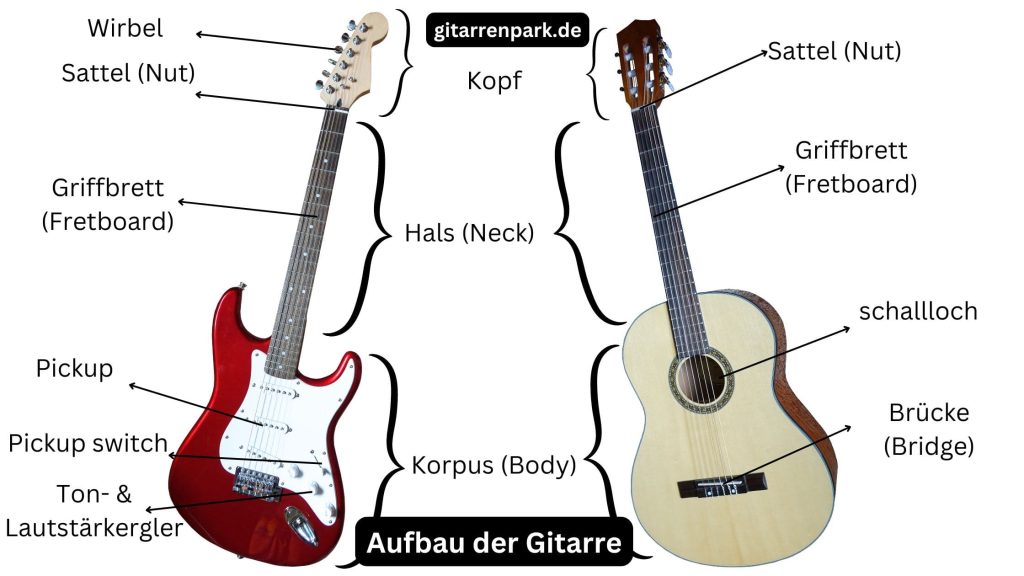 gitarrenpark.de
Wirbel
Sattel (Nut)
Kopf
Sattel (Nut)
Griffbrett
(Fretboard)
Griffbrett
(Fretboard)
Hals (Neck)
schallloch
Pickup
Pickup switch
Ton- &
Lautstärkergler
Korpus (Body)
Brücke
(Bridge)
Aufbau der Gitarre